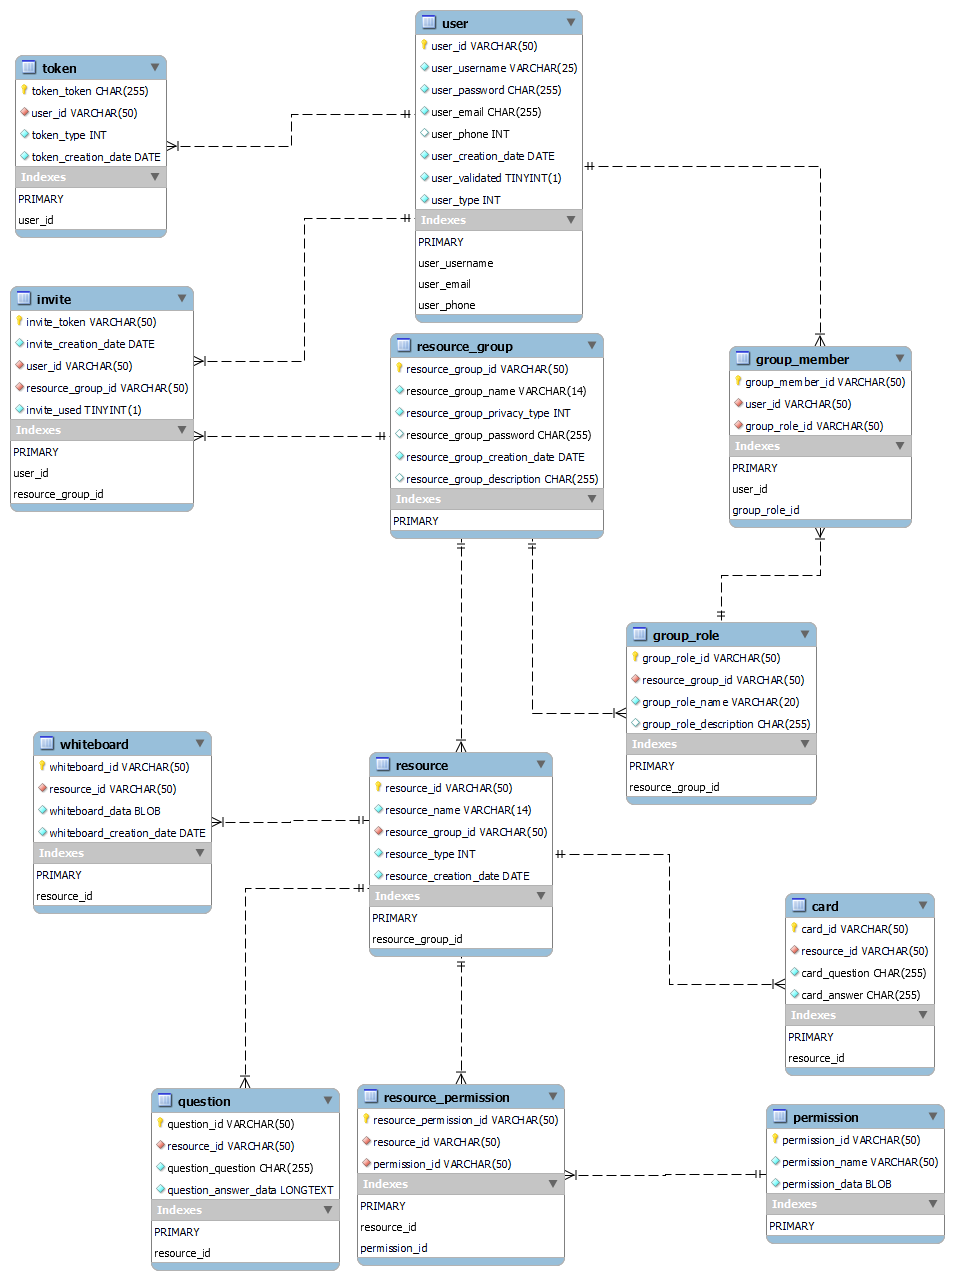 user
user_id VARCHAR(50)
user_username VARCHAR(25)
user_password CHAR(255)
user_email CHAR(255)
user_phone INT
user_creation_date DATE
user_validated TINYINT(1)
user_type INT
Indexes
PRIMARY
user_username
user_email
user_phone
token
token_token CHAR(255)
user_id VARCHAR(50)
token_type INT
token_creation_date DATE
Indexes
PRIMARY
user_id
invite
invite_token VARCHAR(50)
invite_creation_date DATE
user_id VARCHAR(50)
resource_group_id VARCHAR(50)
invite_used TINYINT(1)
Indexes
PRIMARY
user_id
resource_group_id
resource_group
resource_group_id VARCHAR(50)
resource_group_name VARCHAR(14)
resource_group_privacy_type INT
resource_group_password CHAR(255)
resource_group_creation_date DATE
resource_group_description CHAR(255)
Indexes
PRIMARY
group_member
group_member_id VARCHAR(50)
user_id VARCHAR(50)
group_role_id VARCHAR(50)
Indexes
PRIMARY
user_id
group_role_id
group_role
group_role_id VARCHAR(50)
resource_group_id VARCHAR(50)
group_role_name VARCHAR(20)
group_role_description CHAR(255)
Indexes
PRIMARY
resource_group_id
whiteboard
whiteboard_id VARCHAR(50)
resource_id VARCHAR(50)
whiteboard_data BLOB
whiteboard_creation_date DATE
Indexes
PRIMARY
resource_id
resource
resource_id VARCHAR(50)
resource_name VARCHAR(14)
resource_group_id VARCHAR(50)
resource_type INT
resource_creation_date DATE
Indexes
PRIMARY
resource_group_id
card
card_id VARCHAR(50)
resource_id VARCHAR(50)
card_question CHAR(255)
card_answer CHAR(255)
Indexes
PRIMARY
resource_id
question
question_id VARCHAR(50)
resource_id VARCHAR(50)
question_question CHAR(255)
question_answer_data LONGTEXT
Indexes
PRIMARY
resource_id
resource_permission
resource_permission_id VARCHAR(50)
resource_id VARCHAR(50)
permission_id VARCHAR(50)
Indexes
PRIMARY
resource_id
permission_id
permission
permission_id VARCHAR(50)
permission_name VARCHAR(50)
permission_data BLOB
Indexes
PRIMARY